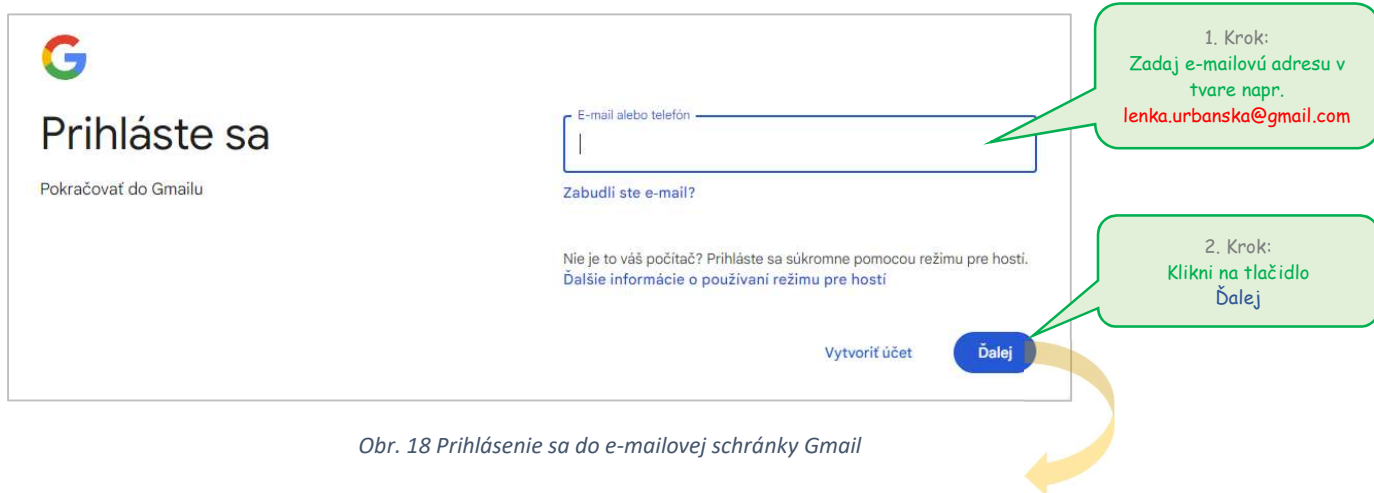 Prihláste sa
Pokračovať do Gmailu
E-mail alebo telefón
Zabudli ste e-mail?
Nie je to váš počítač? Prihláste sa súkromne pomocou režimu pre hostí.
Ďalšie informácie o používaní režimu pre hostí
Vytvoriť účet
Ďalej
1. Krok:
Zadaj e-mailovú adresu v
tvare napr.
lenka.urbanska@gmail.com
2. Krok:
Klikni na tlačidlo
Ďalej
Obr. 18 Prihlásenie sa do e-mailovej schránky Gmail